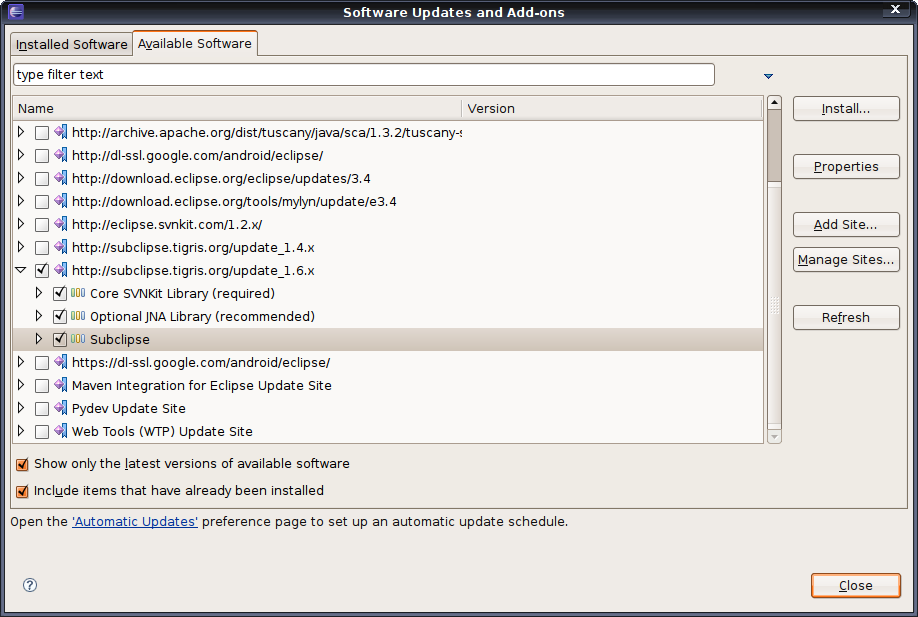 Software Updates and Add-ons
Installed Software
Available Software
type filter text
Name
Version
Install...
http://archive.apache.org/dist/tuscany/java/sca/1.3.2/tuscany-s
http://dl-ssl.google.com/android/eclipse/
Properties
http://download.eclipse.org/eclipse/updates/3.4
http://download.eclipse.org/tools/mylyn/update/e3.4
http://eclipse.svnkit.com/1.2.x/
Add Site...
http://subclipse.tigris.org/update_1.4.x
Manage Sites...
http://subclipse.tigris.org/update_1.6.x
Core SVNKit Library (required)
Optional JNA Library (recommended)
Refresh
Subclipse
https://dl-ssl.google.com/android/eclipse/
Maven Integration for Eclipse Update Site
Pydev Update Site
Web Tools (WTP) Update Site
Show only the latest versions of available software
Include items that have already been installed
Open the 'Automatic Updates' preference page to set up an automatic update schedule.
?
Close